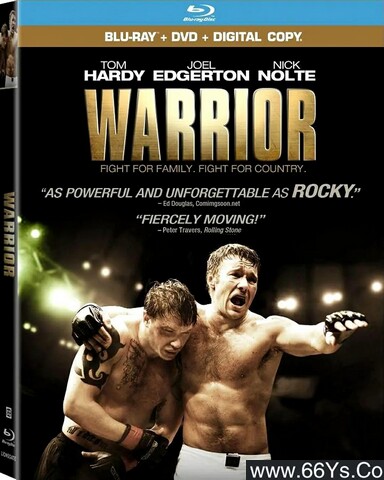 Blu-ray Disc
BLU-RAY + DVD + DIGITAL COPY
TOM JOEL NICK
HARDY EDGERTON NOLTE
WARRIOR
FIGHT FOR FAMILY. FIGHT FOR COUNTRY.
"AS POWERFUL AND UNFORGETTABLE AS ROCKY."
– Ed Douglas, Comingsoon.net
"FIERCELY MOVING!"
– Peter Travers, Rolling Stone
WARRIOR
www.66Ys.Co